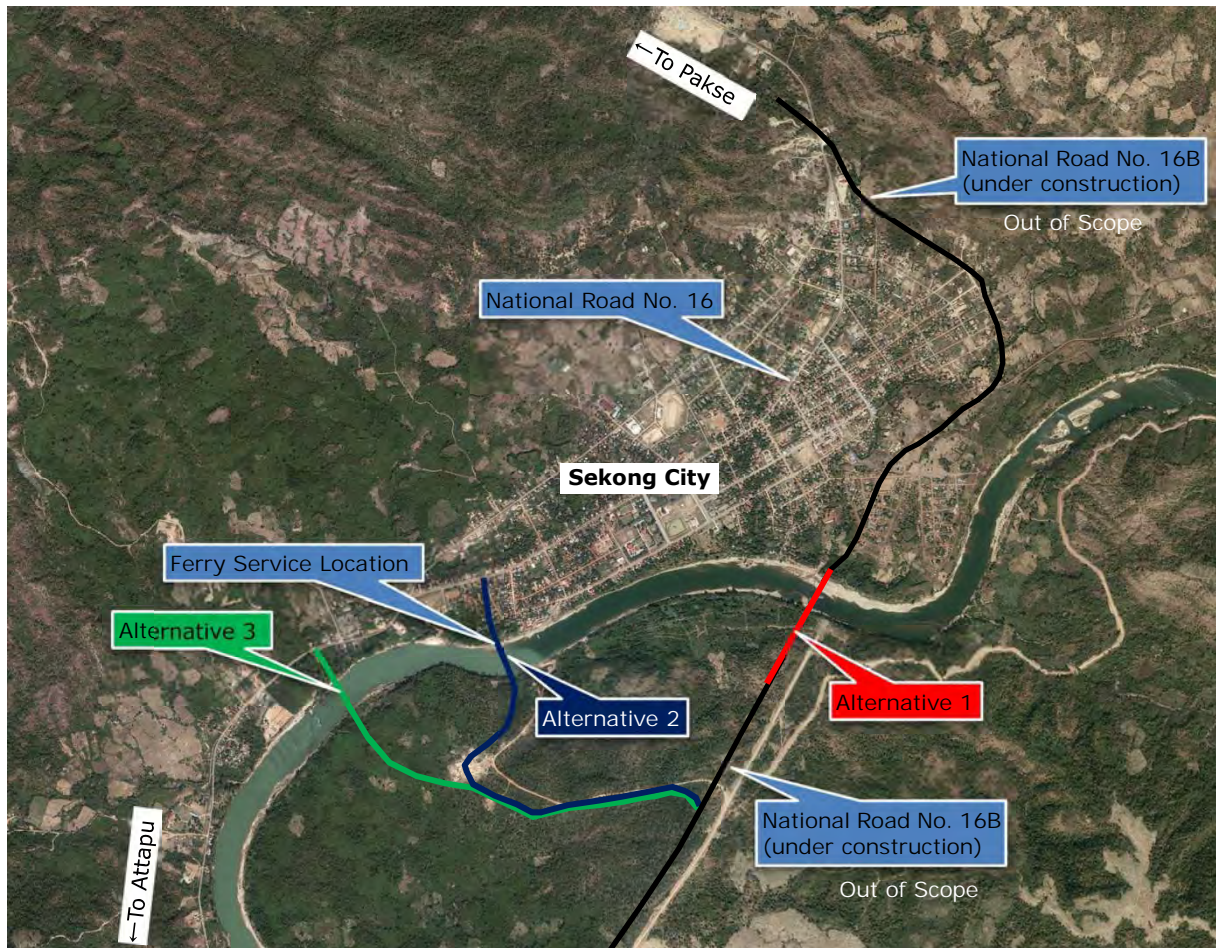 ←To Pakse
National Road No. 16B
(under construction)
Out of Scope
National Road No. 16
Sekong City
Ferry Service Location
Alternative 3
Alternative 2
Alternative 1
National Road No. 16B
(under construction)
Out of Scope
←To Attapu